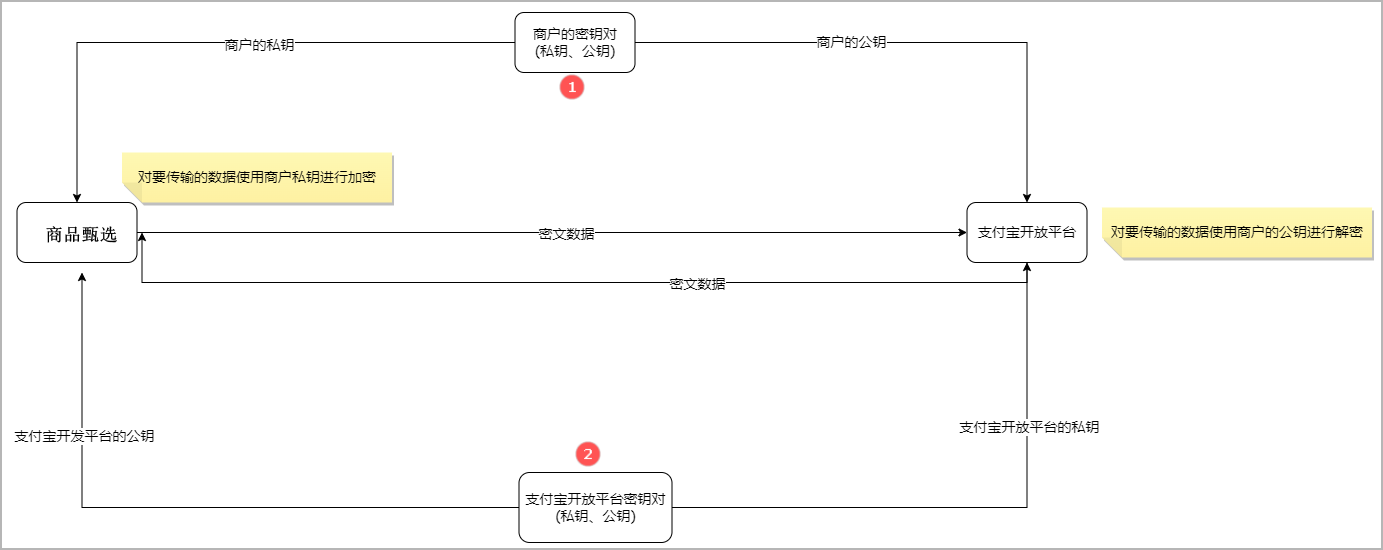 商户的密钥对
(私钥、公钥)
商户的私钥
商户的公钥
1
对要传输的数据使用商户私钥进行加密
商品甄选
密文数据
支付宝开放平台
对要传输的数据使用商户的公钥进行解密
密文数据
支付宝开发平台的公钥
支付宝开放平台的私钥
2
支付宝开放平台密钥对
(私钥、公钥)